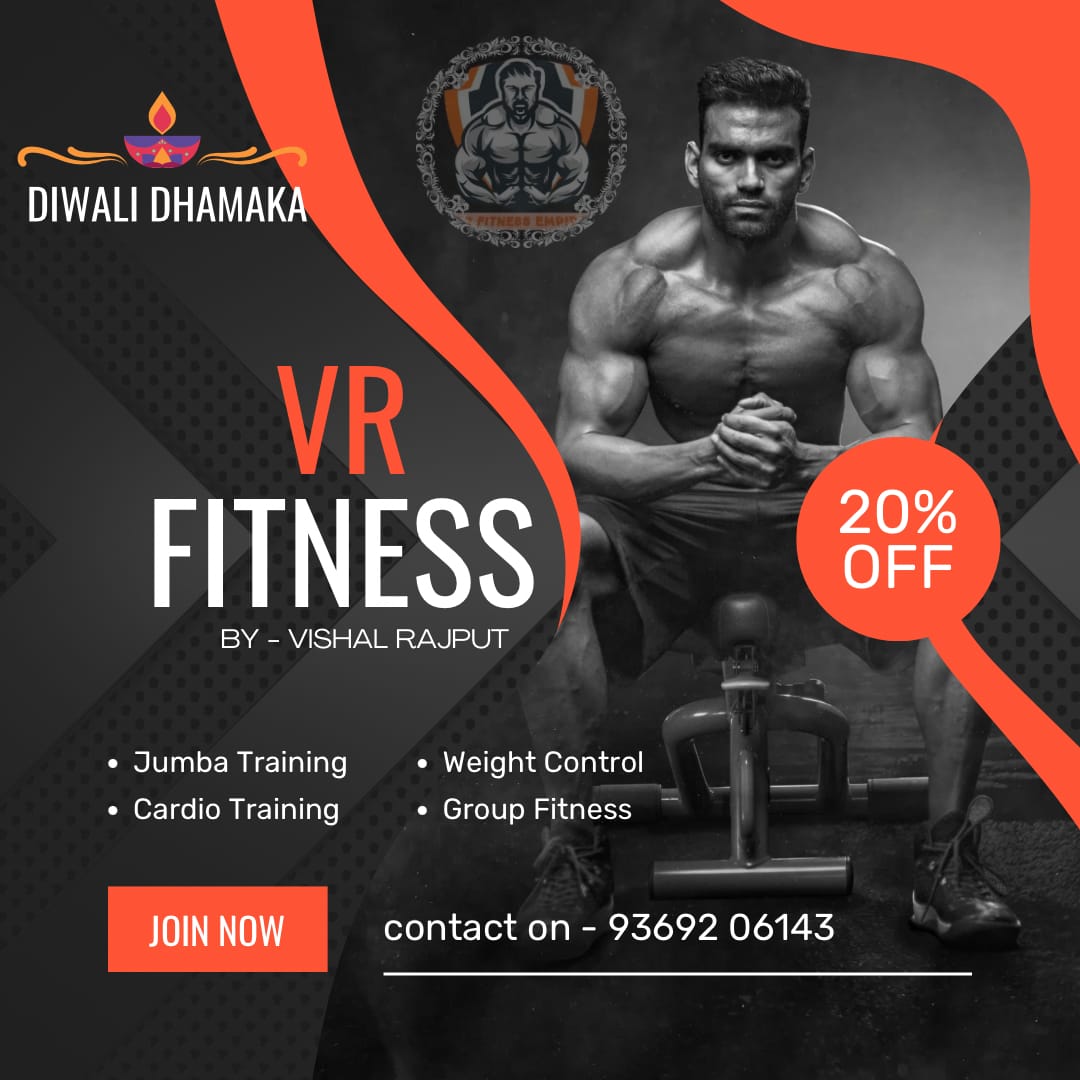 DIWALI DHAMAKA
FITNESS
VR
FITNESS
BY - VISHAL RAJPUT
20%
OFF
Jumba Training
Cardio Training
Weight Control
Group Fitness
JOIN NOW
contact on - 93692 06143